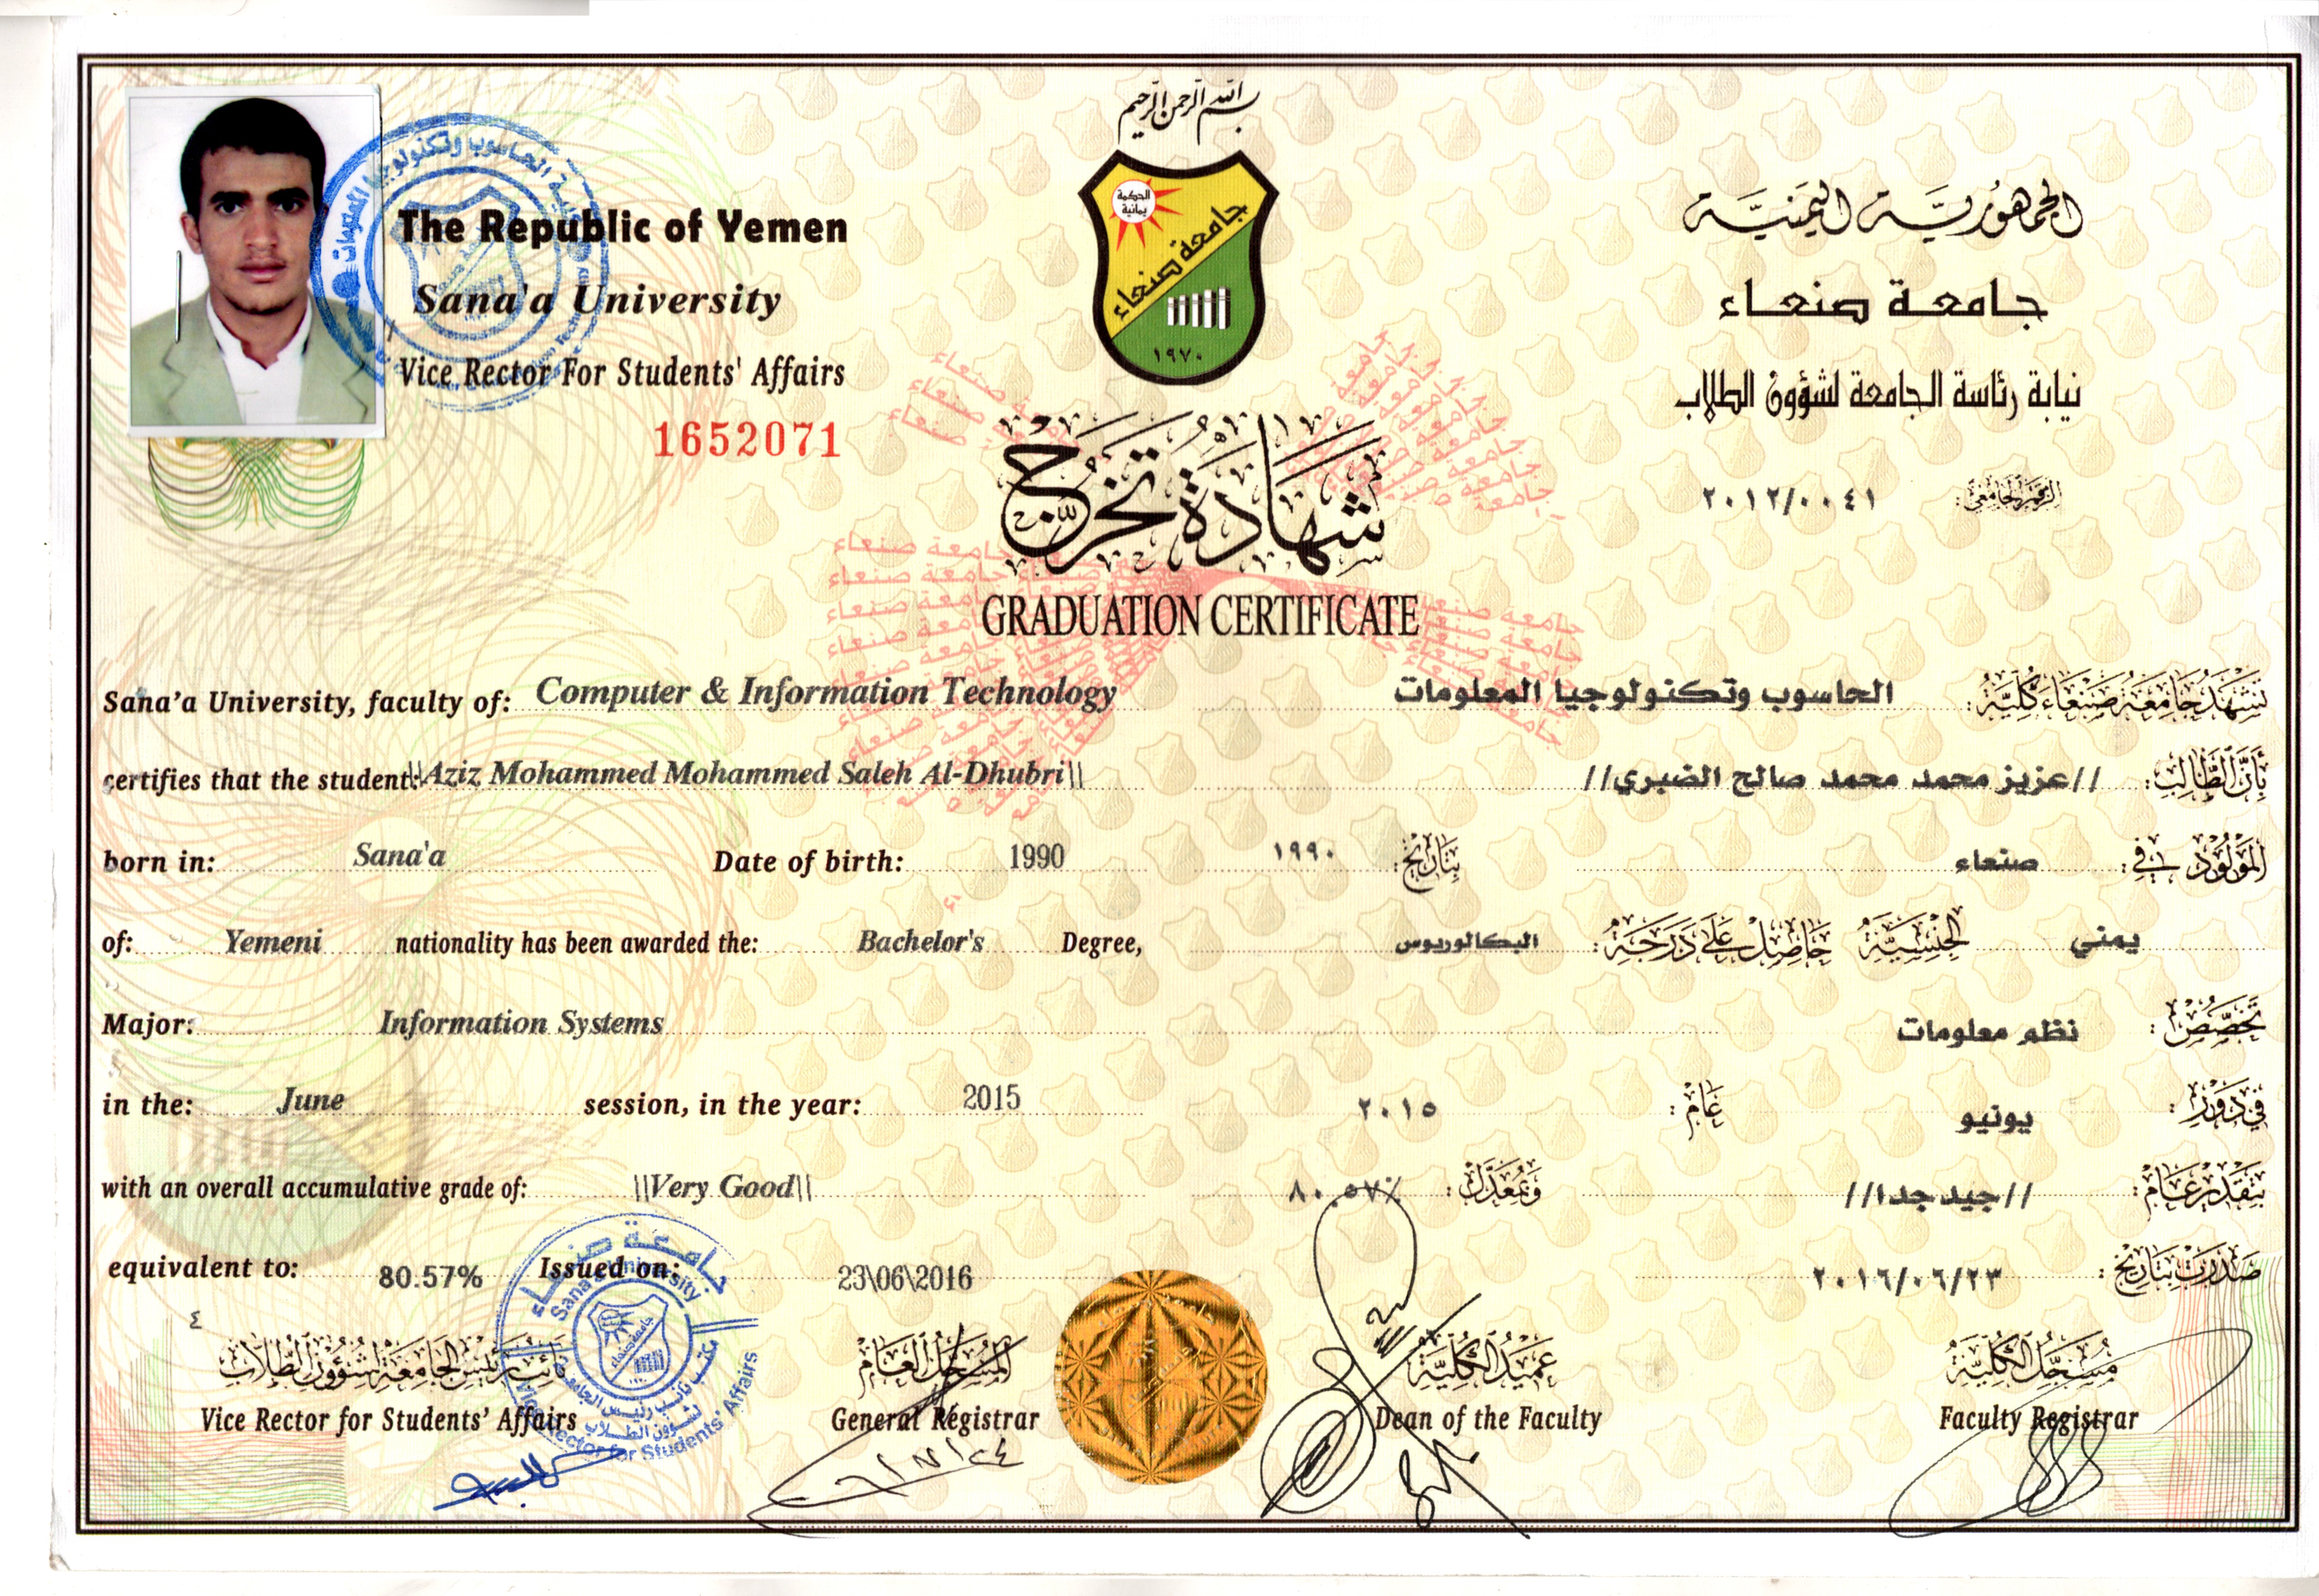 بسم الله الرحمن الرحيم
The Republic of Yemen
Sana'a University
Vice Rector For Students' Affairs
1652071
الحكمة يمانية
جامعة صنعاء
١٩٧٠
الجمهورية اليمنية
جامعة صنعاء
نيابة رئاسة الجامعة لشؤون الطلاب
الرقم الجامعي: ٢٠١٢/٠٠٤١
شهادة تخرج
GRADUATION CERTIFICATE
Sana'a University, faculty of: Computer & Information Technology
تشهد جامعة صنعاء كلية: الحاسوب وتكنولوجيا المعلومات
certifies that the student: \\Aziz Mohammed Mohammed Saleh Al-Dhubri\\
بأن الطالب: //عزيز محمد محمد صالح الضبري//
born in: Sana'a Date of birth: 1990
المولود في: صنعاء بتاريخ: ١٩٩٠
of: Yemeni nationality has been awarded the: Bachelor's Degree,
يمني الجنسية حاصل على درجة: البكالوريوس
Major: Information Systems
تخصص: نظم معلومات
in the: June session, in the year: 2015
في دور: يونيو عام: ٢٠١٥
with an overall accumulative grade of: \\Very Good\\
بتقدير عام: //جيد جدا// وبمعدل: ٨٠.٥٧٪
equivalent to: 80.57% Issued on: 23\06\2016
صدرت بتاريخ: ٢٠١٦/٠٦/٢٣
٤
نائب رئيس الجامعة لشؤون الطلاب
Vice Rector for Students' Affairs
المسجل العام
General Registrar
عميد الكلية
Dean of the Faculty
مسجل الكلية
Faculty Registrar
جامعة صنعاء
Sana'a University
مكتب نائب رئيس الجامعة لشؤون الطلاب
Vice Rector for Students' Affairs
كلية الحاسوب وتكنولوجيا المعلومات